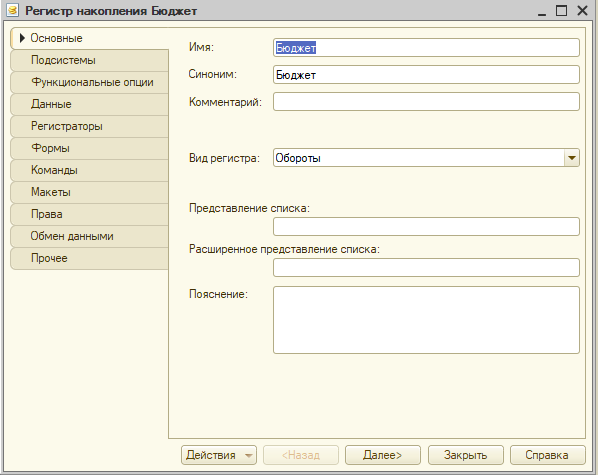 Регистр накопления Бюджет
Основные
Подсистемы
Функциональные опции
Данные
Регистраторы
Формы
Команды
Макеты
Права
Обмен данными
Прочее
Имя: Бюджет
Синоним: Бюджет
Комментарий:
Вид регистра: Обороты
Представление списка:
Расширенное представление списка:
Пояснение:
Действия <Назад Далее> Закрыть Справка